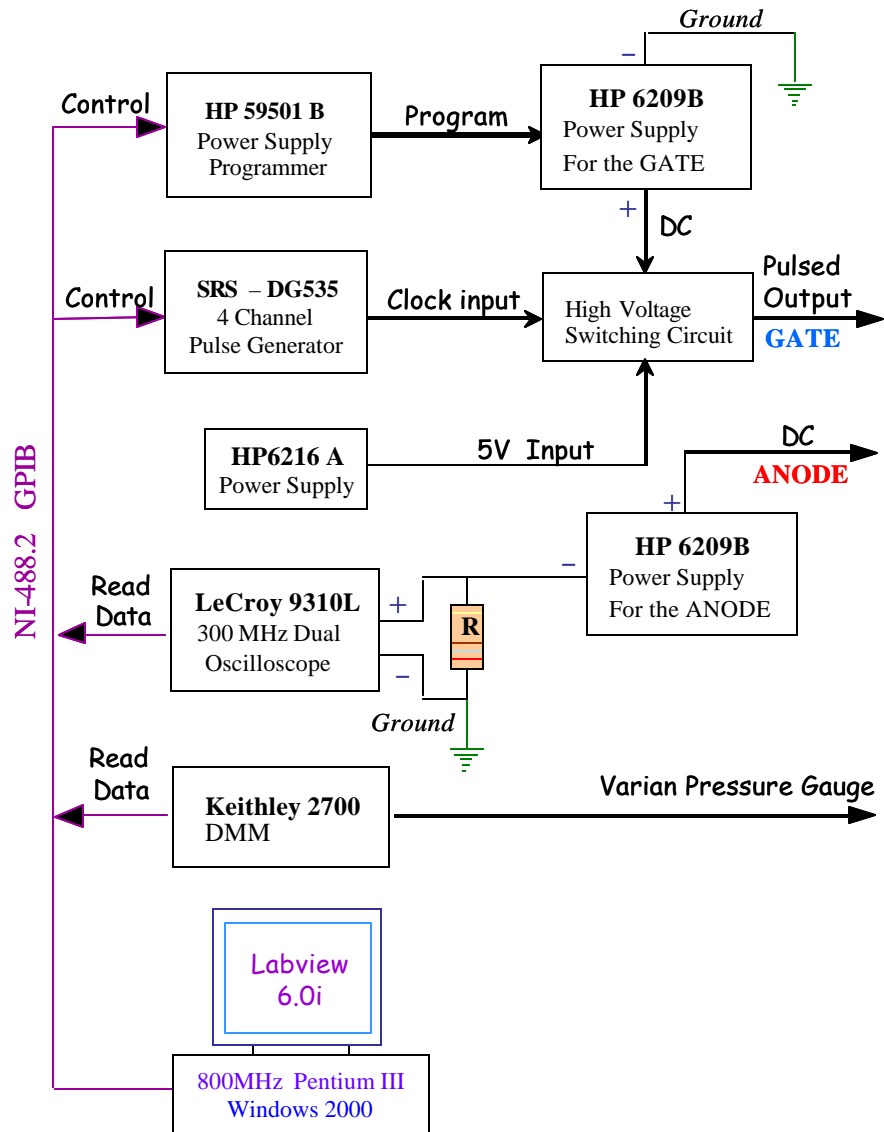 Ground
−
Control
HP 59501 B
Power Supply
Programmer
Program
HP 6209B
Power Supply
For the GATE
+
DC
Control
SRS – DG535
4 Channel
Pulse Generator
Clock input
High Voltage
Switching Circuit
Pulsed
Output
GATE
HP6216 A
Power Supply
5V Input
DC
ANODE
+
NI-488.2 GPIB
HP 6209B
Power Supply
For the ANODE
−
Read
Data
LeCroy 9310L
300 MHz Dual
Oscilloscope
+
−
R
Ground
Read
Data
Keithley 2700
DMM
Varian Pressure Gauge
Labview
6.0i
800MHz Pentium III
Windows 2000